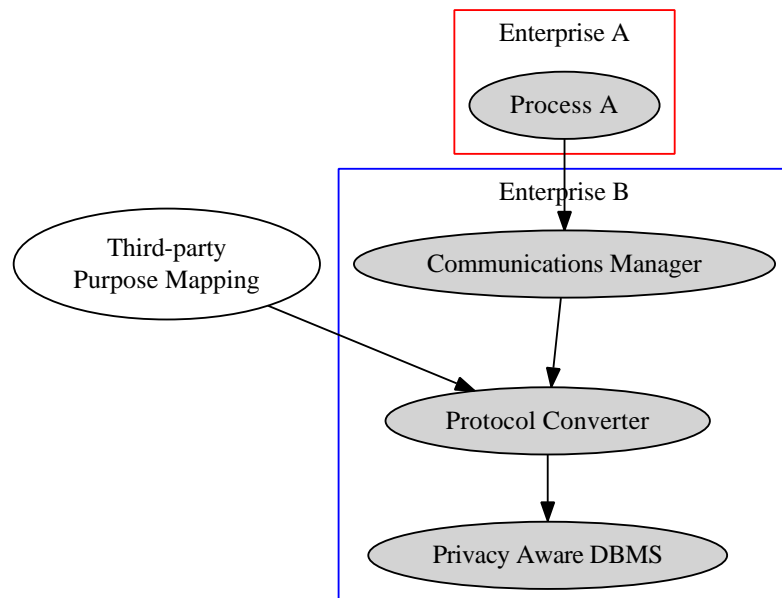 Enterprise A
Process A
Enterprise B
Third-party
Purpose Mapping
Communications Manager
Protocol Converter
Privacy Aware DBMS